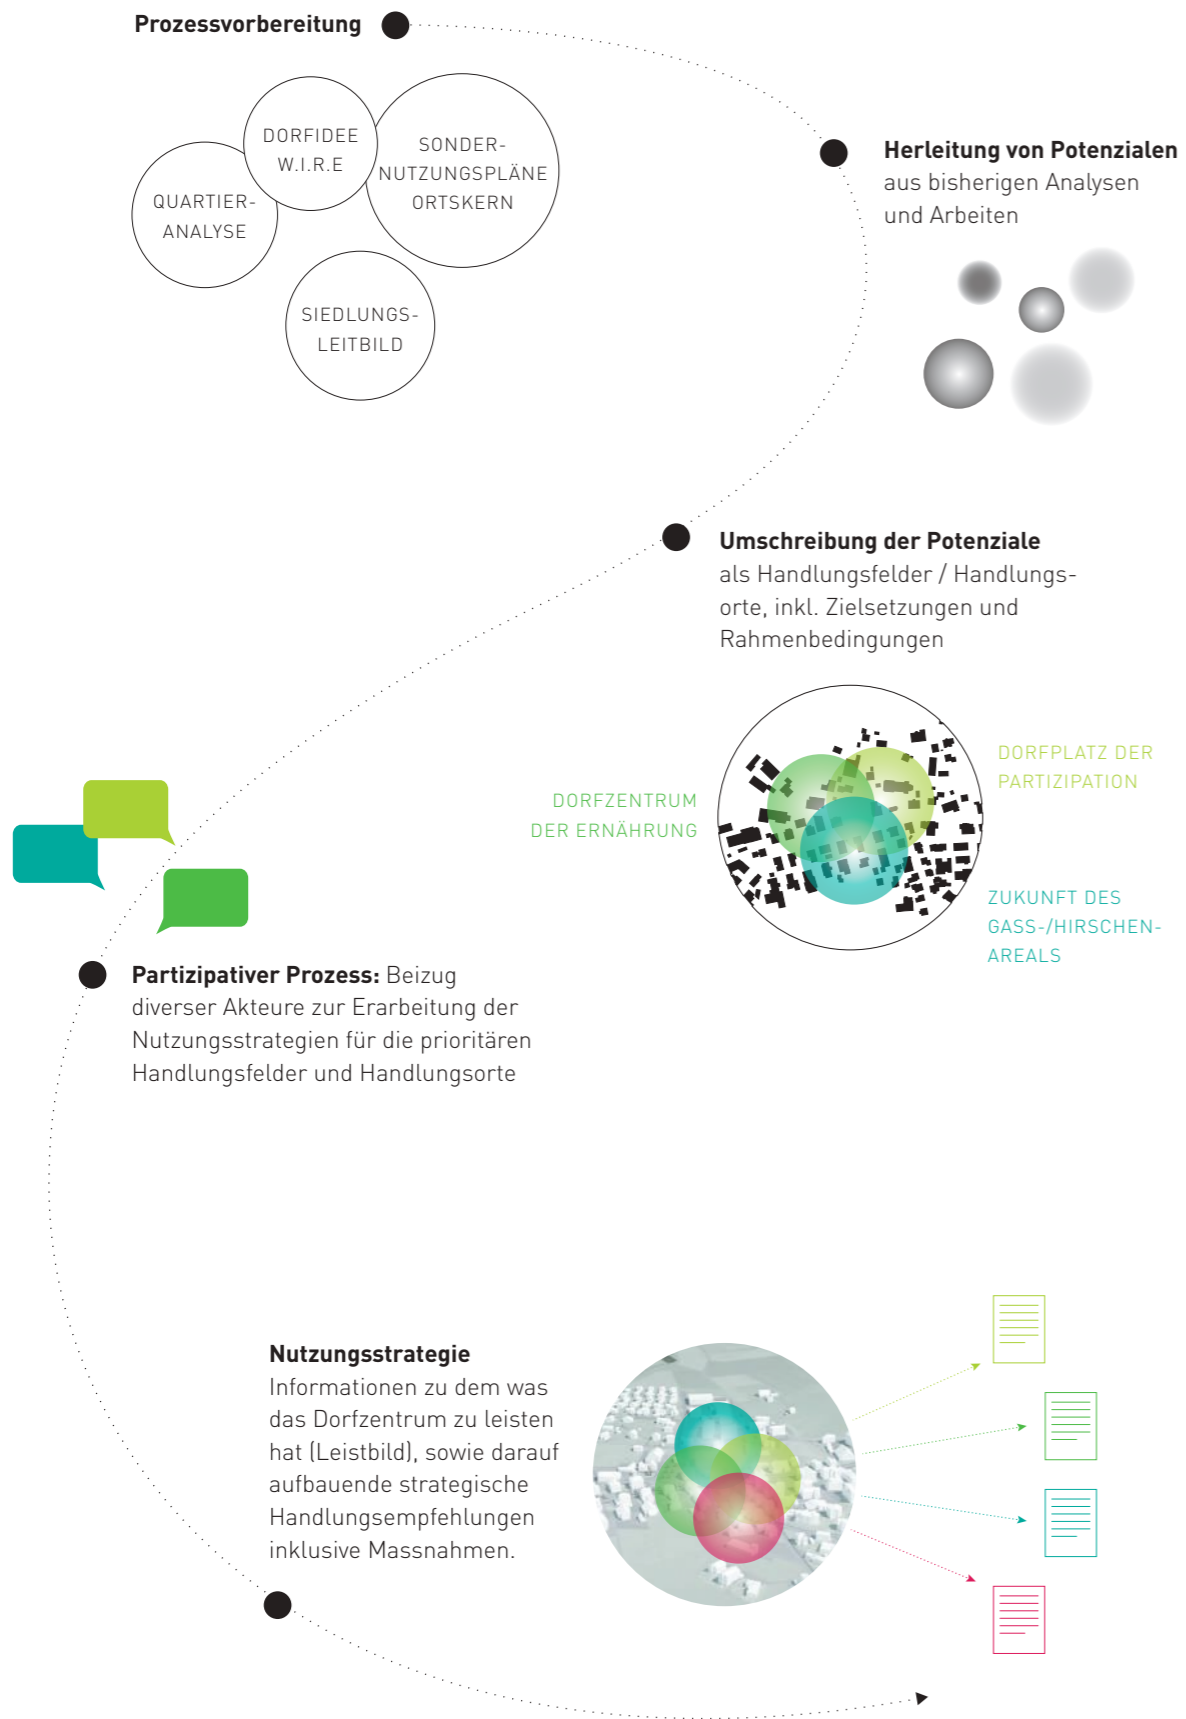 Prozessvorbereitung
DORFIDEE
W.I.R.E
SONDER-
NUTZUNGSPLÄNE
ORTSKERN
QUARTIER-
ANALYSE
SIEDLUNGS-
LEITBILD
Herleitung von Potenzialen
aus bisherigen Analysen
und Arbeiten
Umschreibung der Potenziale
als Handlungsfelder / Handlungs-
orte, inkl. Zielsetzungen und
Rahmenbedingungen
DORFZENTRUM
DER ERNÄHRUNG
DORFPLATZ DER
PARTIZIPATION
ZUKUNFT DES
GASS-/HIRSCHEN-
AREALS
Partizipativer Prozess: Beizug
diverser Akteure zur Erarbeitung der
Nutzungsstrategien für die prioritären
Handlungsfelder und Handlungsorte
Nutzungsstrategie
Informationen zu dem was
das Dorfzentrum zu leisten
hat (Leistbild), sowie darauf
aufbauende strategische
Handlungsempfehlungen
inklusive Massnahmen.